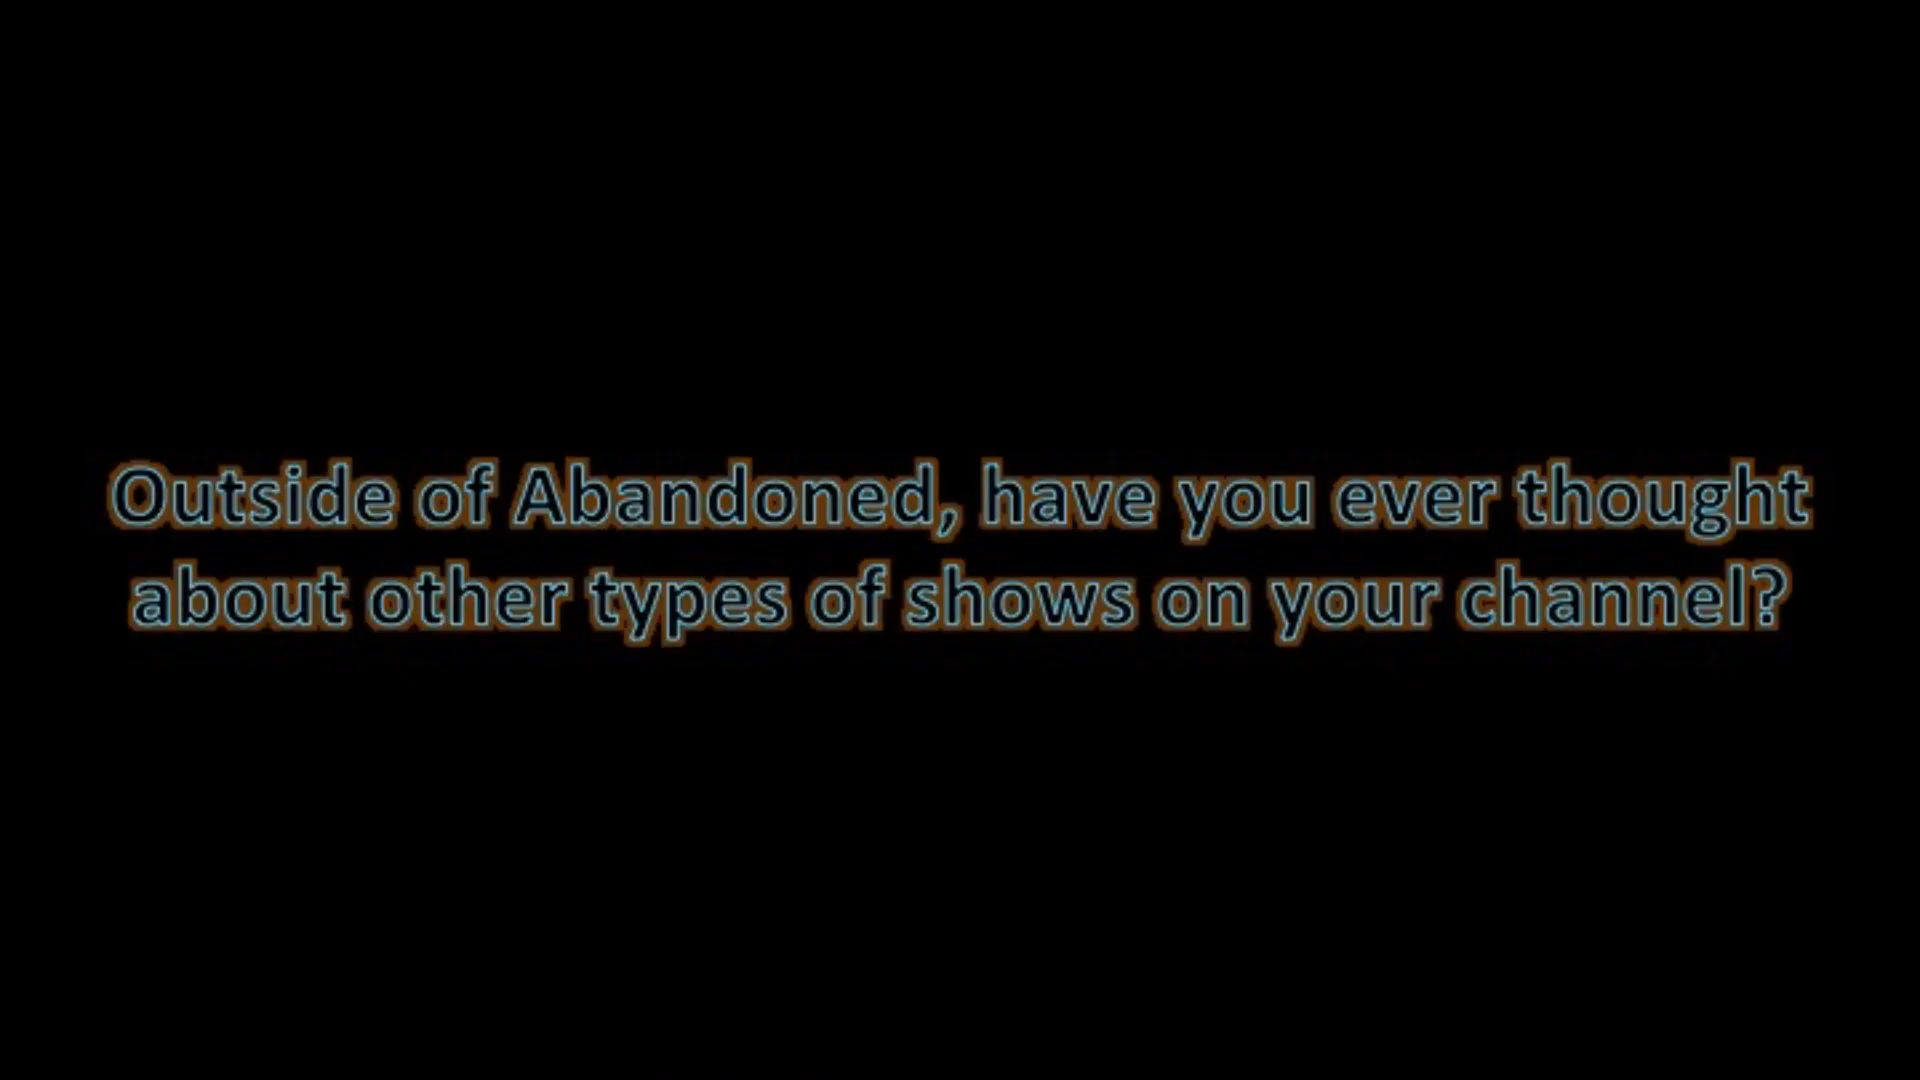 Outside of Abandoned, have you ever thought
about other types of shows on your channel?